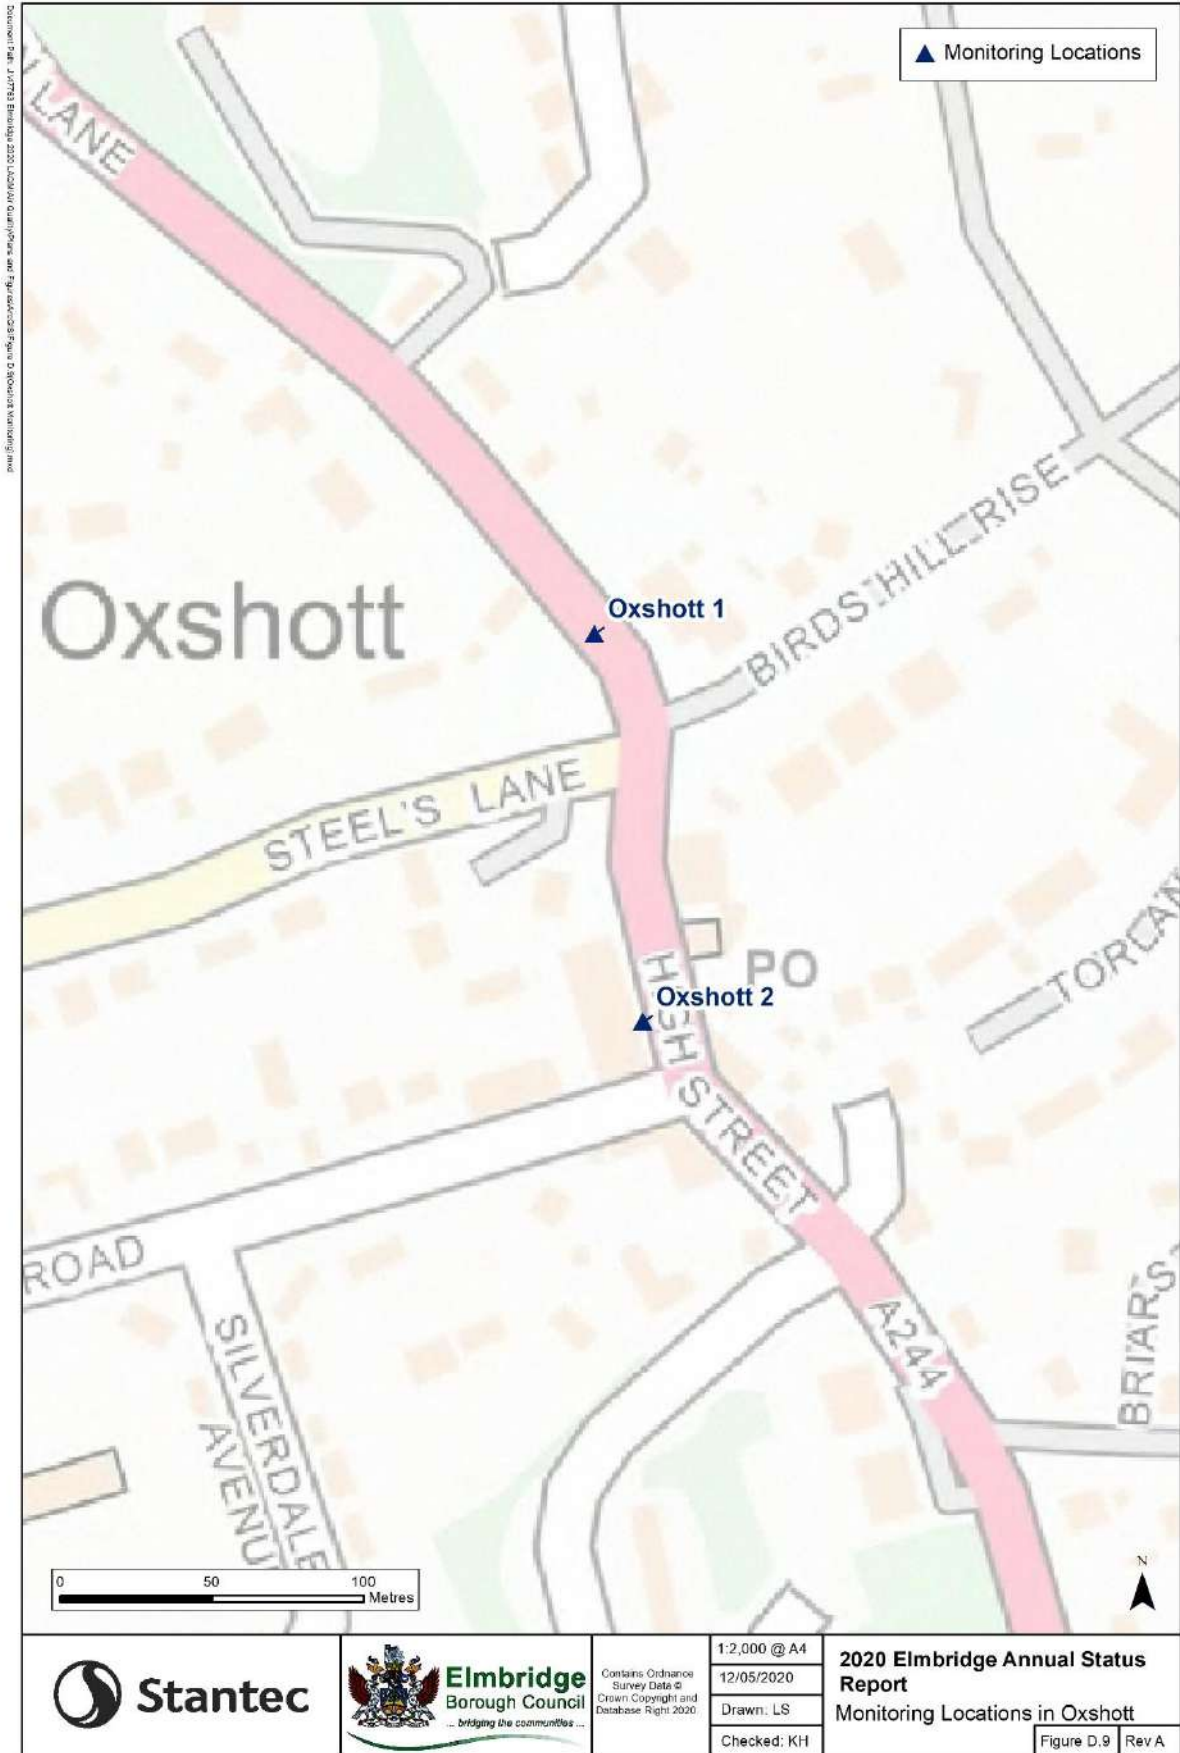 Monitoring Locations
LANE
Oxshott
Oxshott 1
BIRDS HILL RISE
STEEL'S LANE
PO
HIGH STREET
Oxshott 2
ROAD
SILVERDALE
AVENU
A244
BRIARS
0 50 100
Metres
N
Stantec
Elmbridge
Borough Council
... bridging the communities ...
Contains Ordnance
Survey Data ©
Crown Copyright and
Database Right 2020
1:2,000 @ A4
12/05/2020
Drawn: LS
Checked: KH
2020 Elmbridge Annual Status
Report
Monitoring Locations in Oxshott
Figure D.9
Rev A